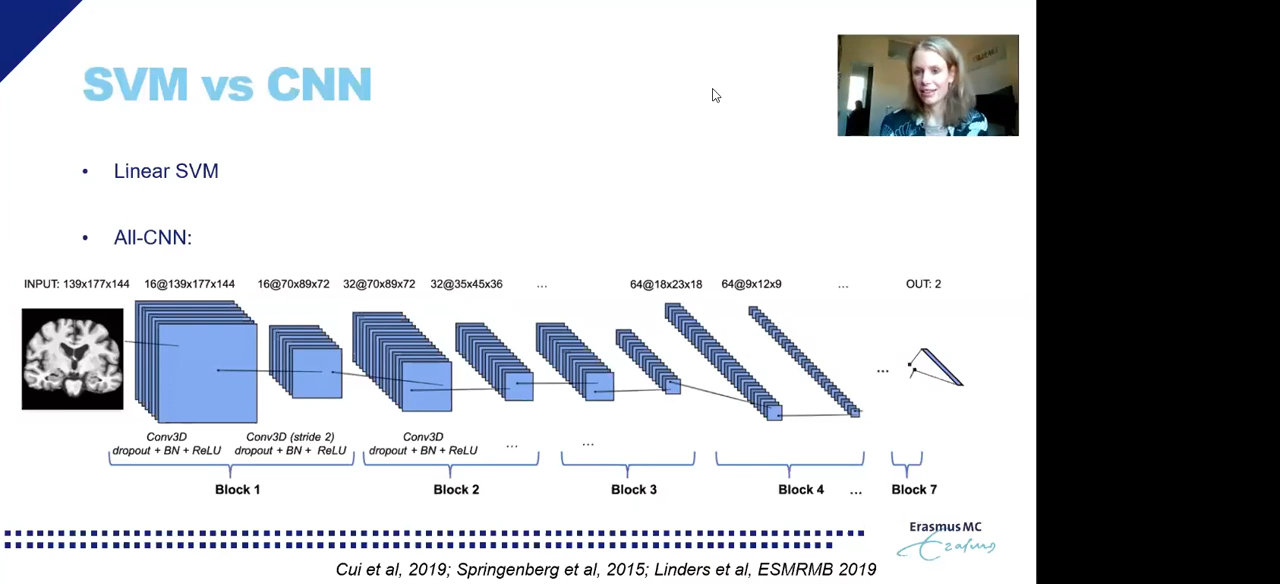 SVM vs CNN
• Linear SVM
• All-CNN:
INPUT: 139x177x144 16@139x177x144 16@70x89x72 32@70x89x72 32@35x45x36 ... 64@18x23x18 64@9x12x9 ... OUT: 2
...
Conv3D Conv3D (stride 2) Conv3D
dropout + BN + ReLU dropout + BN + ReLU dropout + BN + ReLU ... ...
Block 1 Block 2 Block 3 Block 4 ... Block 7
Erasmus MC
Erasmus
Cui et al, 2019; Springenberg et al, 2015; Linders et al, ESMRMB 2019